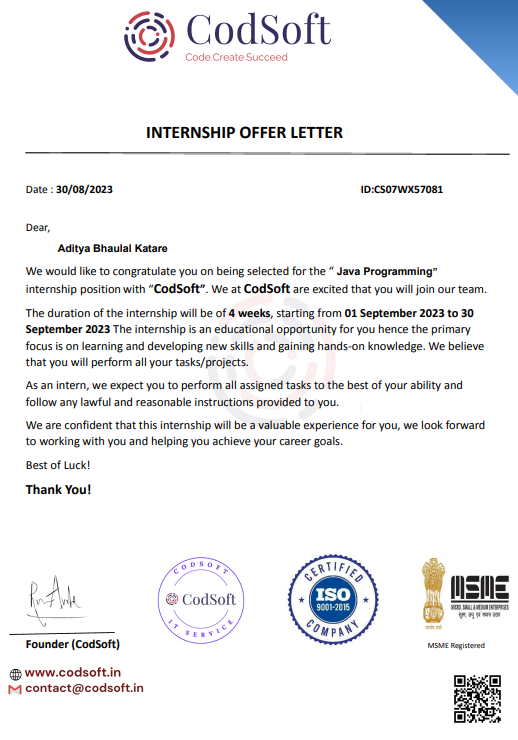 CodSoft
Code.Create.Succeed
INTERNSHIP OFFER LETTER
Date : 30/08/2023 ID:CS07WX57081
Dear,
Aditya Bhaulal Katare
We would like to congratulate you on being selected for the “ Java Programming”
internship position with “CodSoft”. We at CodSoft are excited that you will join our team.
The duration of the internship will be of 4 weeks, starting from 01 September 2023 to 30
September 2023 The internship is an educational opportunity for you hence the primary
focus is on learning and developing new skills and gaining hands-on knowledge. We believe
that you will perform all your tasks/projects.
As an intern, we expect you to perform all assigned tasks to the best of your ability and
follow any lawful and reasonable instructions provided to you.
We are confident that this internship will be a valuable experience for you, we look forward
to working with you and helping you achieve your career goals.
Best of Luck!
Thank You!
CODSOFT
CodSoft
IT SERVICE
CERTIFIED
ISO
9001-2015
COMPANY
MSME
MICRO, SMALL & MEDIUM ENTERPRISES
सूक्ष्म, लघु एवं मध्यम उद्यम
Founder (CodSoft)
MSME Registered
www.codsoft.in
contact@codsoft.in